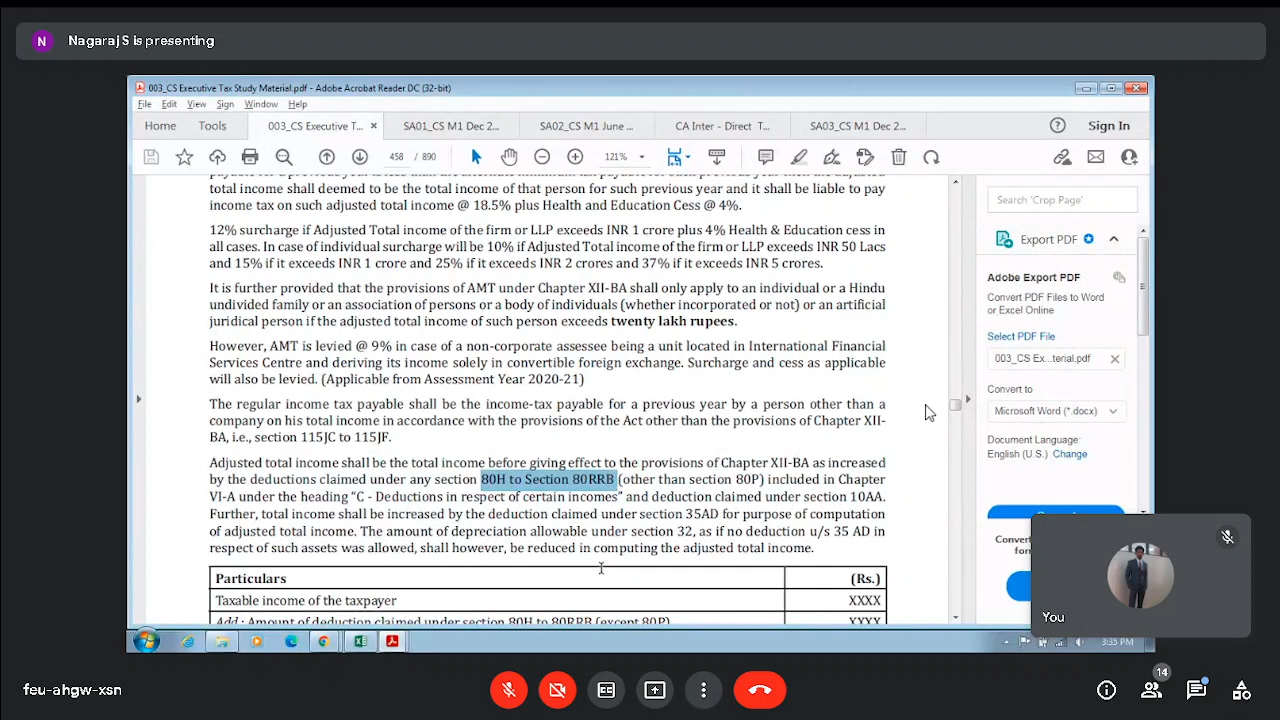 N
Nagaraj S is presenting
003_CS Executive Tax Study Material.pdf - Adobe Acrobat Reader DC (32-bit)
File Edit View Sign Window Help
Home Tools 003_CS Executive T... × SA01_CS M1 Dec 2... SA02_CS M1 June ... CA Inter - Direct T... SA03_CS M1 Dec 2... Sign In
458 / 890 121%
total income shall deemed to be the total income of that person for such previous year and it shall be liable to pay
income tax on such adjusted total income @ 18.5% plus Health and Education Cess @ 4%.
12% surcharge if Adjusted Total income of the firm or LLP exceeds INR 1 crore plus 4% Health & Education cess in
all cases. In case of individual surcharge will be 10% if Adjusted Total income of the firm or LLP exceeds INR 50 Lacs
and 15% if it exceeds INR 1 crore and 25% if it exceeds INR 2 crores and 37% if it exceeds INR 5 crores.
It is further provided that the provisions of AMT under Chapter XII-BA shall only apply to an individual or a Hindu
undivided family or an association of persons or a body of individuals (whether incorporated or not) or an artificial
juridical person if the adjusted total income of such person exceeds twenty lakh rupees.
However, AMT is levied @ 9% in case of a non-corporate assessee being a unit located in International Financial
Services Centre and deriving its income solely in convertible foreign exchange. Surcharge and cess as applicable
will also be levied. (Applicable from Assessment Year 2020-21)
The regular income tax payable shall be the income-tax payable for a previous year by a person other than a
company on his total income in accordance with the provisions of the Act other than the provisions of Chapter XII-
BA, i.e., section 115JC to 115JF.
Adjusted total income shall be the total income before giving effect to the provisions of Chapter XII-BA as increased
by the deductions claimed under any section 80H to Section 80RRB (other than section 80P) included in Chapter
VI-A under the heading “C - Deductions in respect of certain incomes” and deduction claimed under section 10AA.
Further, total income shall be increased by the deduction claimed under section 35AD for purpose of computation
of adjusted total income. The amount of depreciation allowable under section 32, as if no deduction u/s 35 AD in
respect of such assets was allowed, shall however, be reduced in computing the adjusted total income.
Particulars (Rs.)
Taxable income of the taxpayer XXXX
Add : Amount of deduction claimed under section 80H to 80RRB (except 80P) XXXX
Search 'Crop Page'
Export PDF
Adobe Export PDF
Convert PDF Files to Word
or Excel Online
Select PDF File
003_CS Ex...terial.pdf ×
Convert to
Microsoft Word (*.docx)
Document Language:
English (U.S.) Change
You
3:35 PM
feu-ahgw-xsn
14